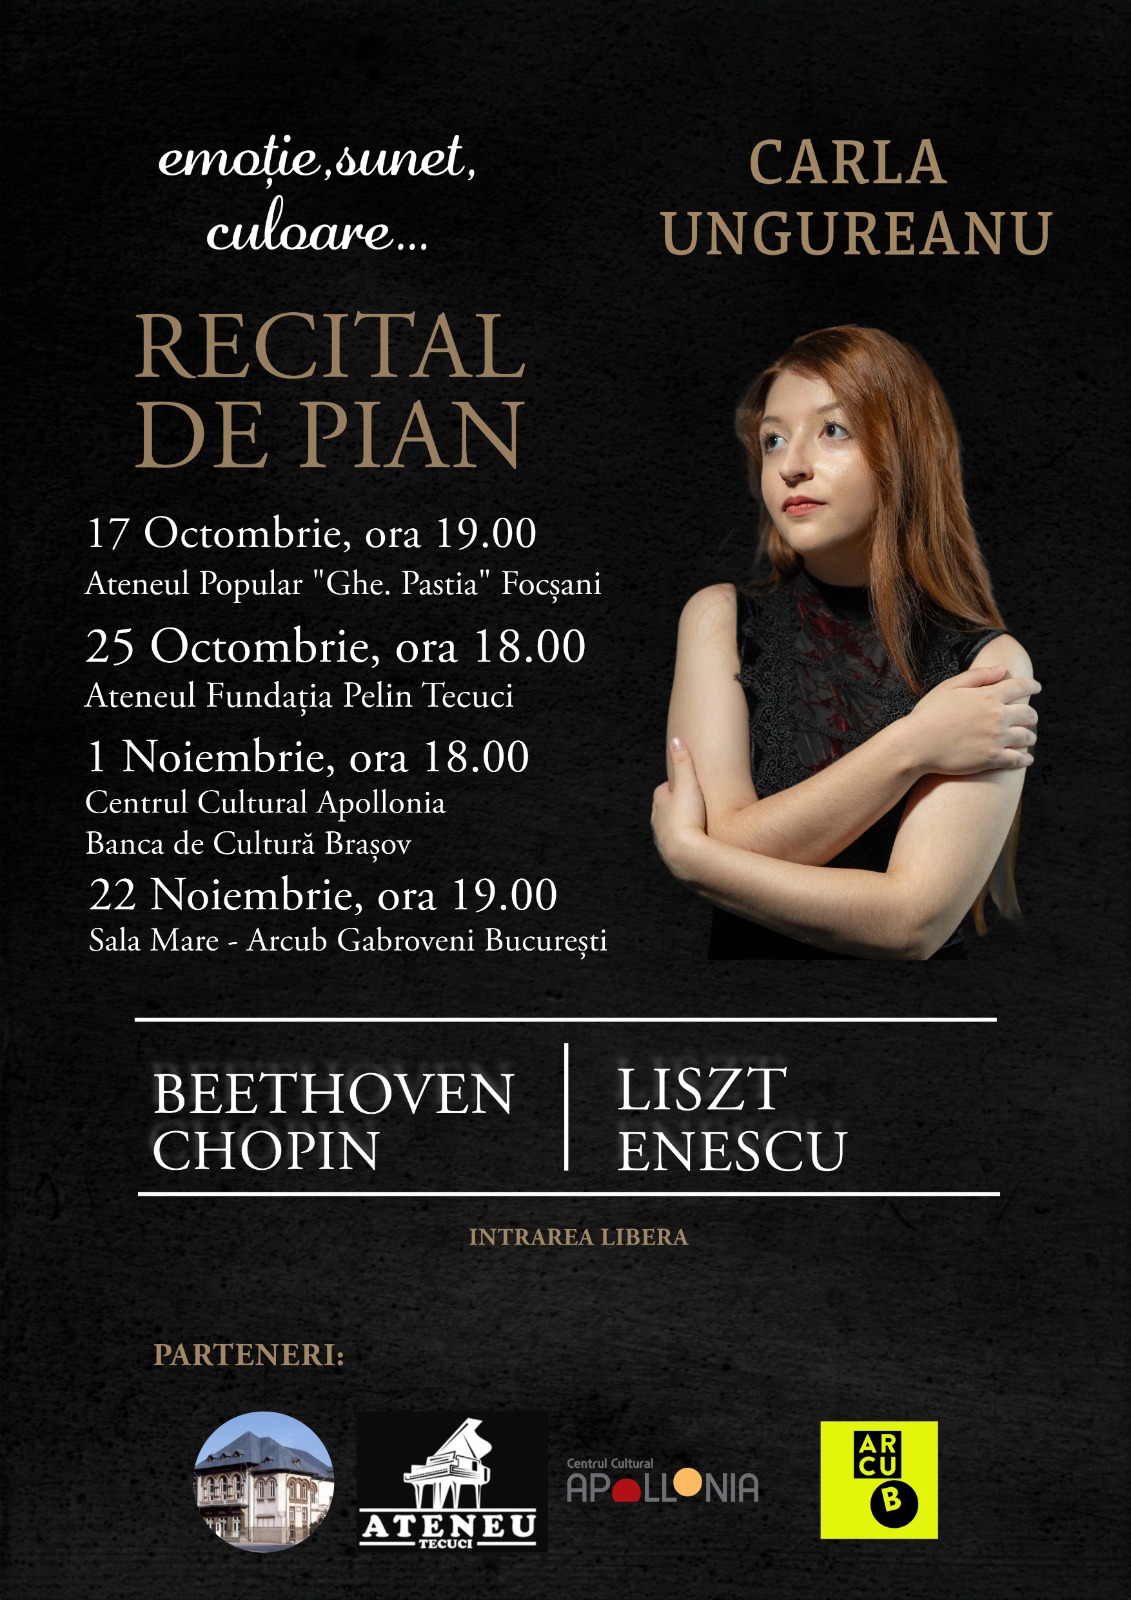 emoție,sunet,
culoare...
CARLA
UNGUREANU
RECITAL
DE PIAN
17 Octombrie, ora 19.00
Ateneul Popular "Ghe. Pastia" Focșani
25 Octombrie, ora 18.00
Ateneul Fundația Pelin Tecuci
1 Noiembrie, ora 18.00
Centrul Cultural Apollonia
Banca de Cultură Brașov
22 Noiembrie, ora 19.00
Sala Mare - Arcub Gabroveni București
BEETHOVEN
CHOPIN
LISZT
ENESCU
INTRAREA LIBERA
PARTENERI:
ATENEU
TECUCI
Centrul Cultural
APOLLONIA
AR
CU
B